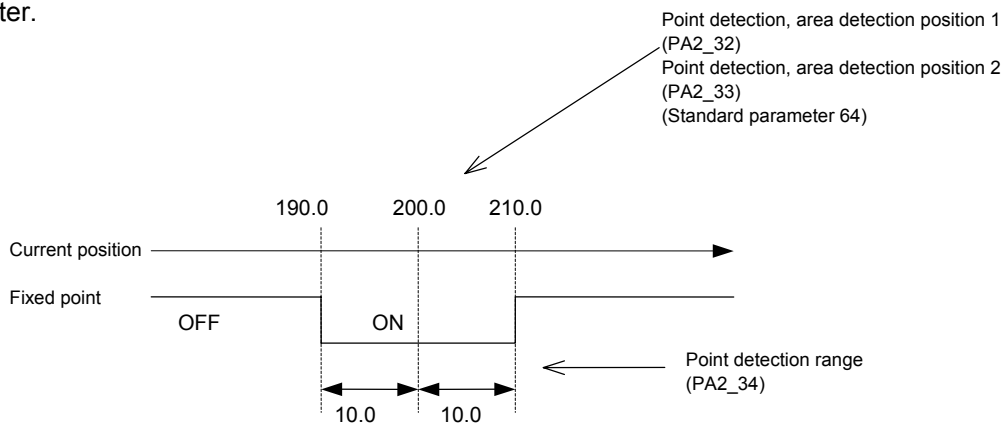 ter.
Point detection, area detection position 1
(PA2_32)
Point detection, area detection position 2
(PA2_33)
(Standard parameter 64)
190.0 200.0 210.0
Current position
Fixed point
OFF ON
Point detection range
(PA2_34)
10.0 10.0